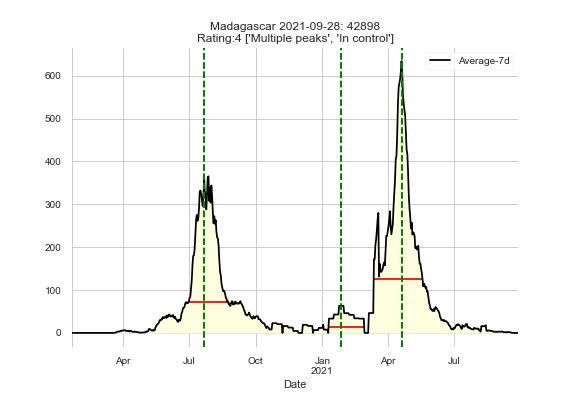 Madagascar 2021-09-28: 42898
Rating:4 ['Multiple peaks', 'In control']
Average-7d
600
500
400
300
200
100
0
Apr
Jul
Oct
Jan
2021
Apr
Jul
Date